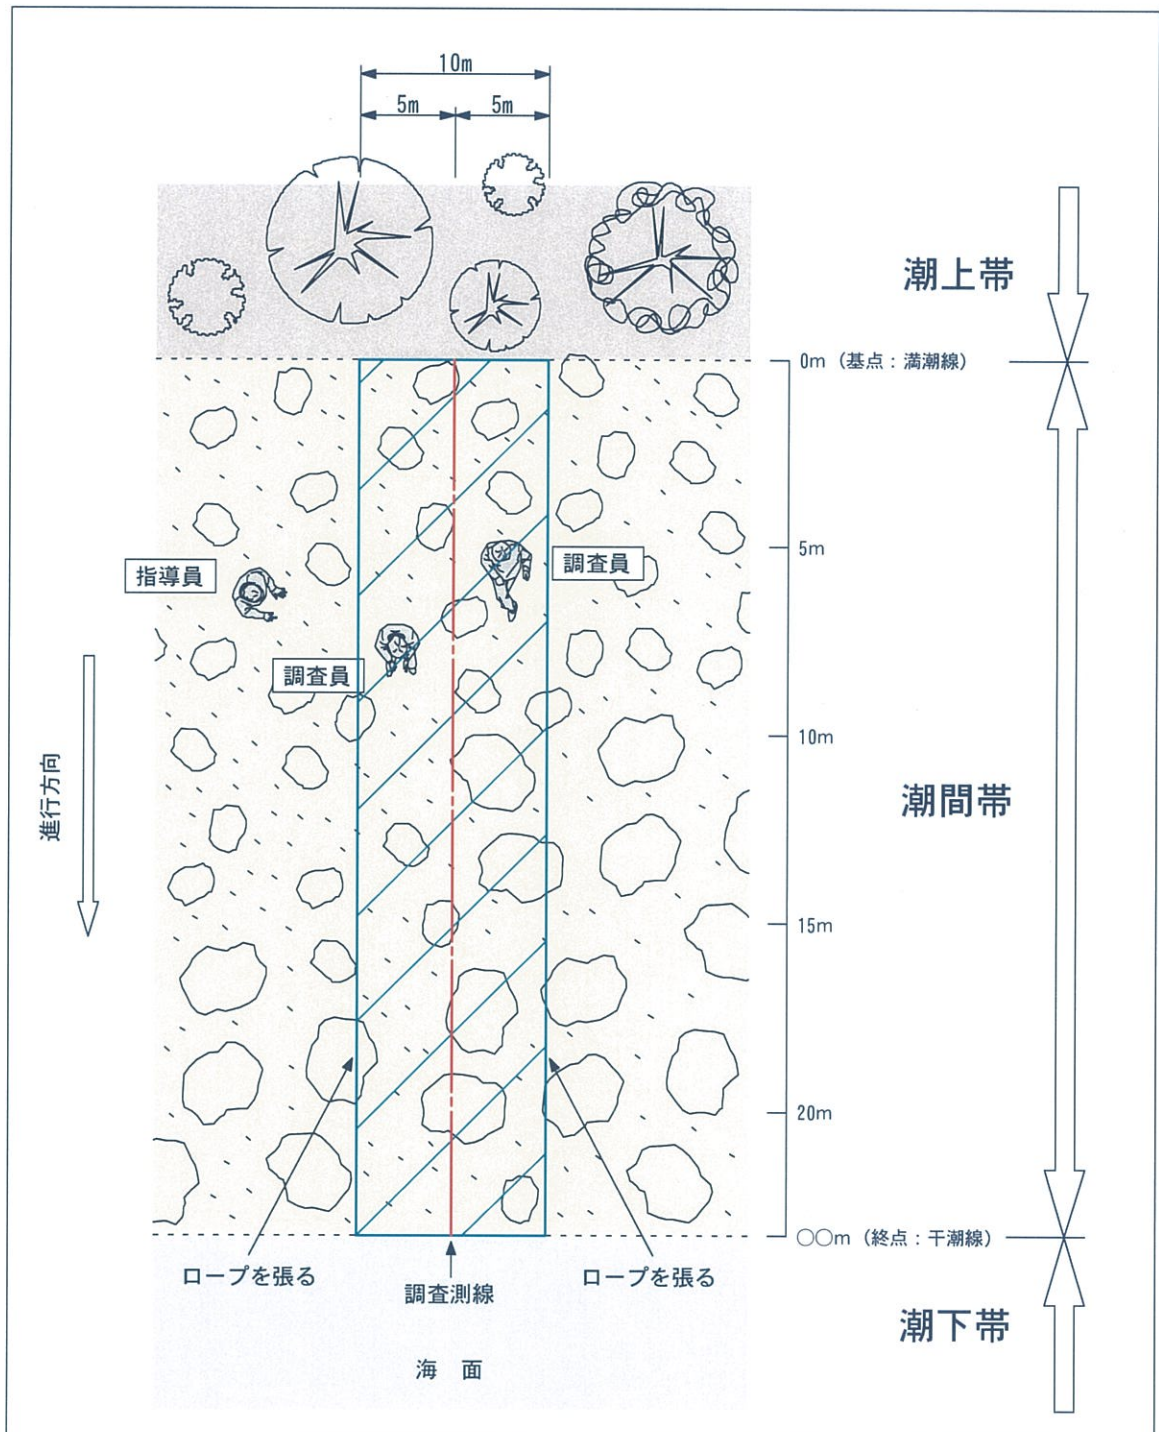 10m
5m
5m
潮上帯
0m（基点：満潮線）
5m
指導員
調査員
調査員
10m
進行方向
潮間帯
15m
20m
○○m（終点：干潮線）
ロープを張る
調査測線
ロープを張る
潮下帯
海 面